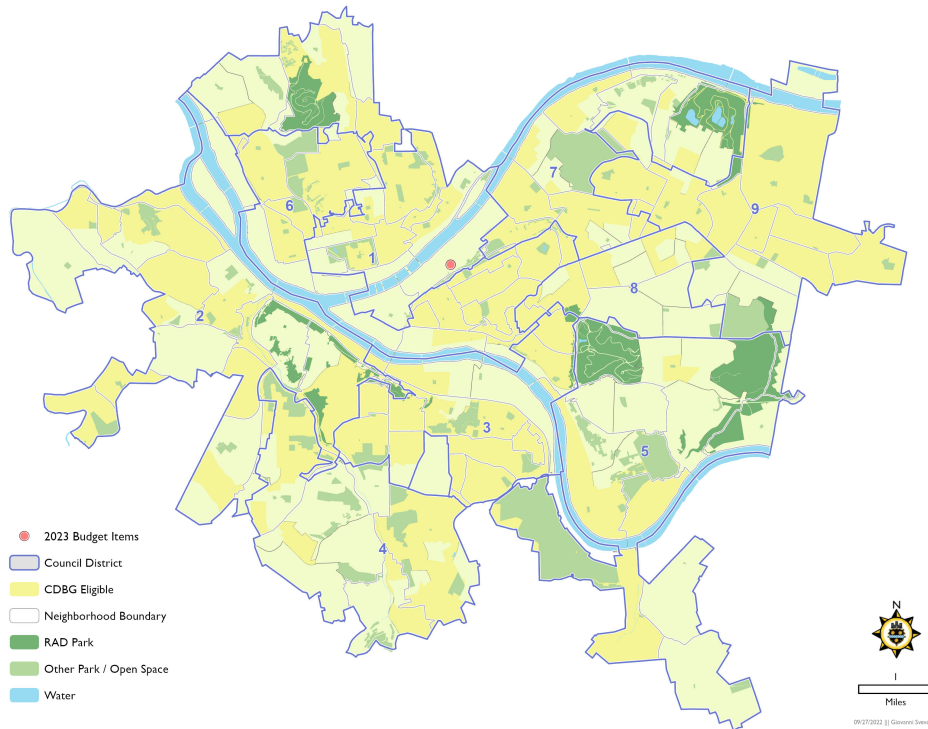 7
9
6
1
8
2
3
5
4
2023 Budget Items
Council District
CDBG Eligible
Neighborhood Boundary
RAD Park
Other Park / Open Space
Water
N
1
Miles
09/27/2022 || Giovanni